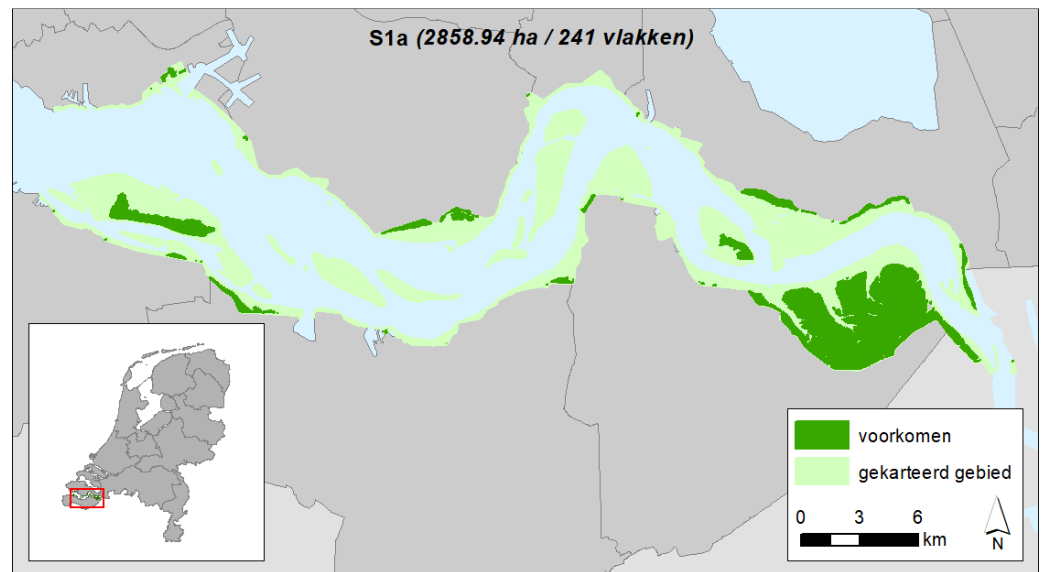 S1a (2858.94 ha / 241 vlakken)
voorkomen
gekarteerd gebied
0 3 6
km
N